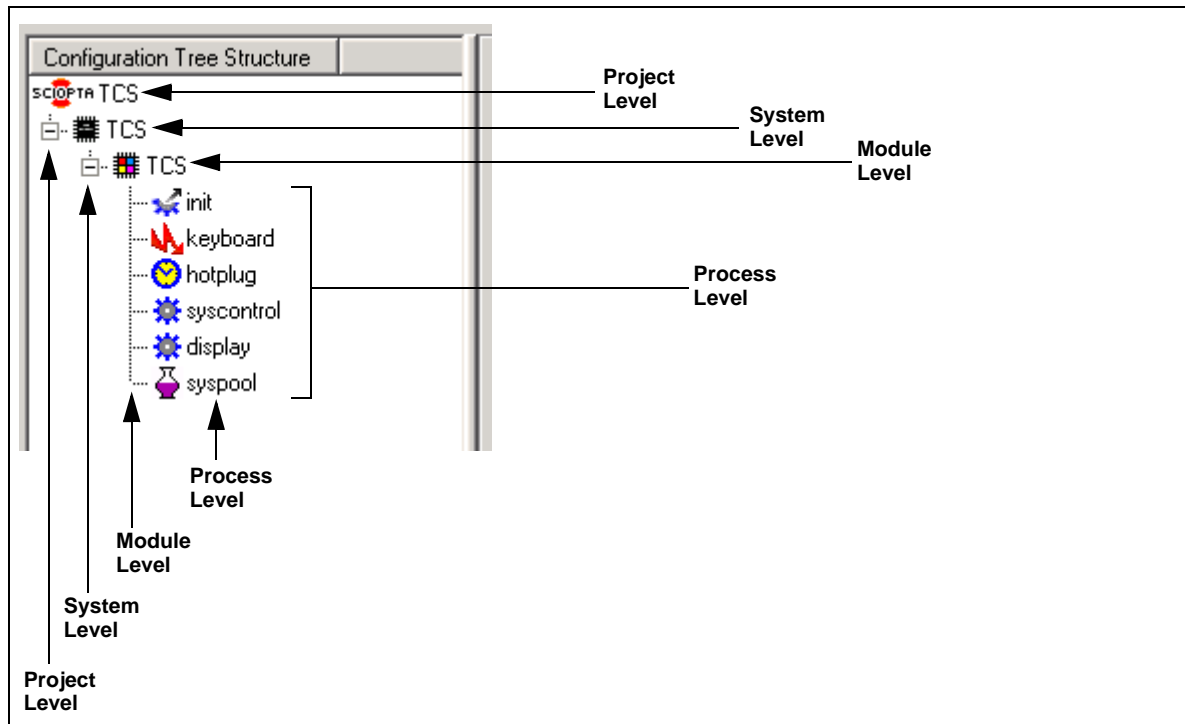 Configuration Tree Structure
SCIOPTA TCS
Project
Level
TCS
System
Level
TCS
Module
Level
init
keyboard
hotplug
syscontrol
display
syspool
Process
Level
Process
Level
Module
Level
System
Level
Project
Level